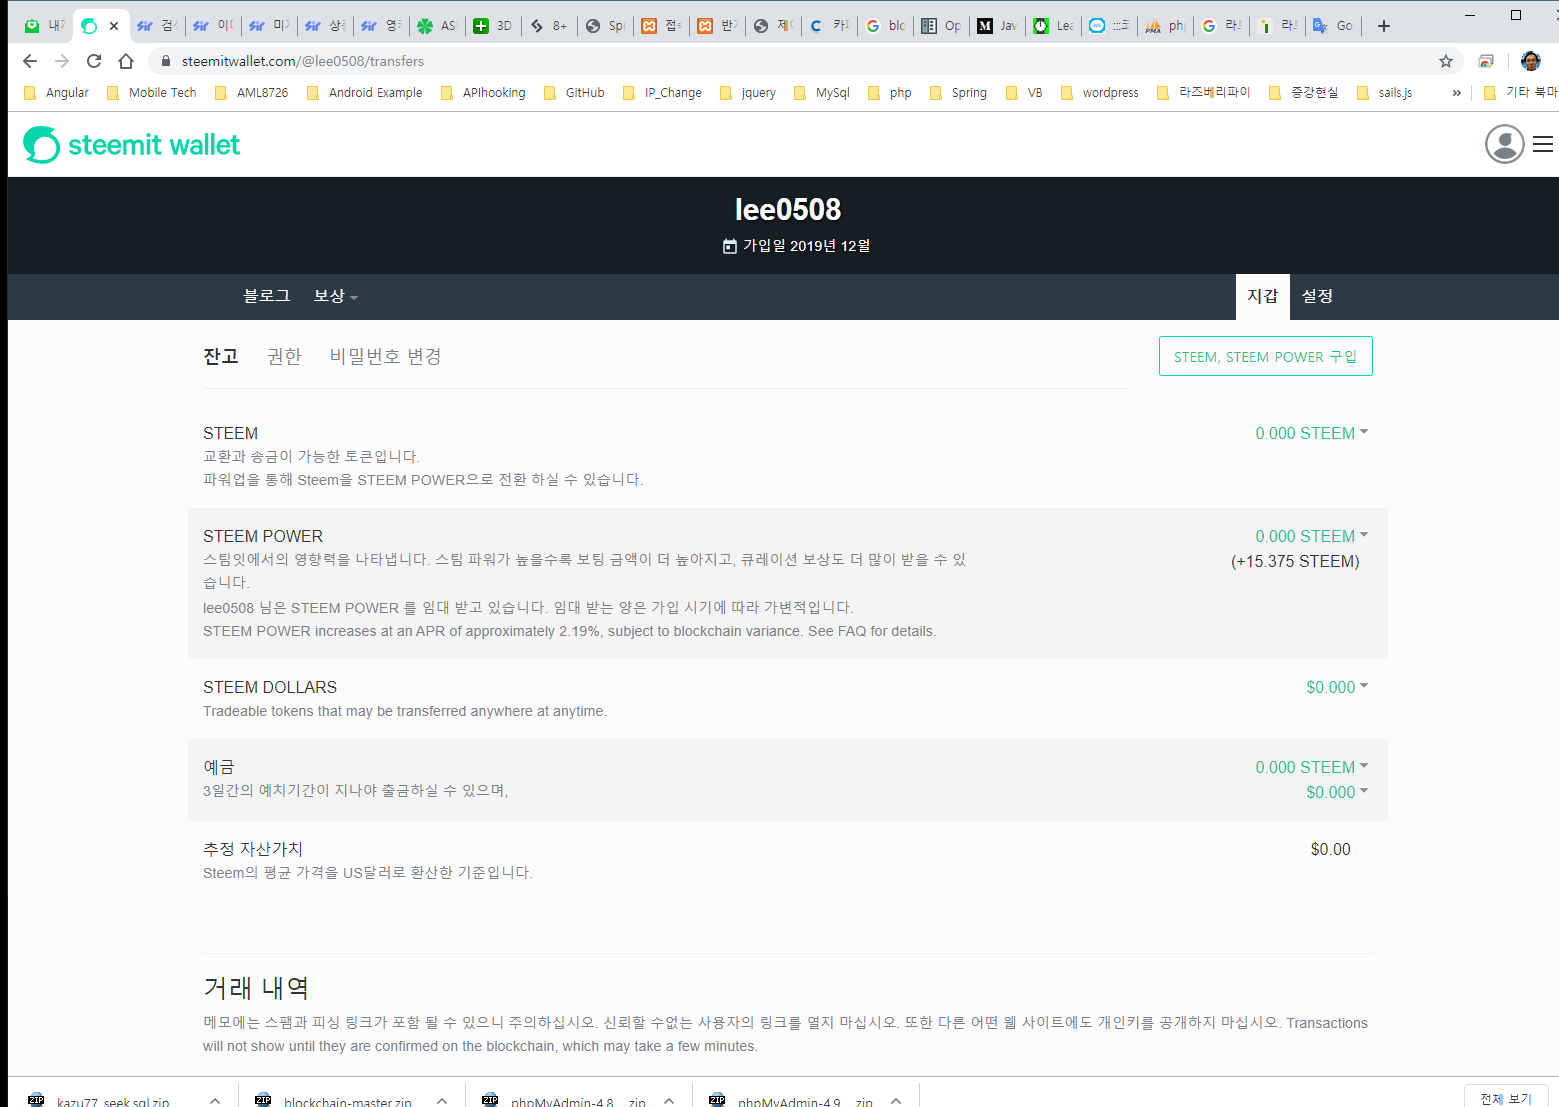 내
검
이
미
상
영
AS
3D
8+
Sp
접
반
제
C 카
blo
Op
Jav
Lea
:::코
ph
라
라
Go
steemitwallet.com/@lee0508/transfers
Angular Mobile Tech AML8726 Android Example APIhooking GitHub IP_Change jquery MySql php Spring VB wordpress 라즈베리파이 증강현실 sails.js » 기타 북마
steemit wallet
lee0508
가입일 2019년 12월
블로그 보상 지갑 설정
잔고 권한 비밀번호 변경 STEEM, STEEM POWER 구입
STEEM 0.000 STEEM
교환과 송금이 가능한 토큰입니다.
파워업을 통해 Steem을 STEEM POWER으로 전환 하실 수 있습니다.
STEEM POWER 0.000 STEEM
스팀잇에서의 영향력을 나타냅니다. 스팀 파워가 높을수록 보팅 금액이 더 높아지고, 큐레이션 보상도 더 많이 받을 수 있 (+15.375 STEEM)
습니다.
lee0508 님은 STEEM POWER 를 임대 받고 있습니다. 임대 받는 양은 가입 시기에 따라 가변적입니다.
STEEM POWER increases at an APR of approximately 2.19%, subject to blockchain variance. See FAQ for details.
STEEM DOLLARS $0.000
Tradeable tokens that may be transferred anywhere at anytime.
예금 0.000 STEEM
3일간의 예치기간이 지나야 출금하실 수 있으며, $0.000
추정 자산가치 $0.00
Steem의 평균 가격을 US달러로 환산한 기준입니다.
거래 내역
메모에는 스팸과 피싱 링크가 포함 될 수 있으니 주의하십시오. 신뢰할 수없는 사용자의 링크를 열지 마십시오. 또한 다른 어떤 웹 사이트에도 개인키를 공개하지 마십시오. Transactions
will not show until they are confirmed on the blockchain, which may take a few minutes.
kazu77_seek.sql.zip blockchain-master.zip phpMyAdmin-4.8....zip phpMyAdmin-4.9....zip 전체 보기